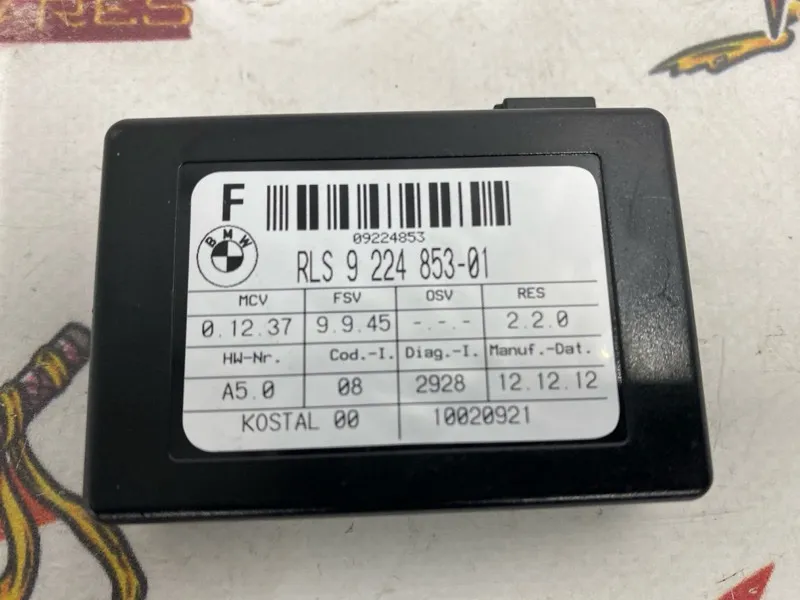 YRES
F
09224853
BMW
RLS 9 224 853-01
MCV FSV OSV RES
0.12.37 9.9.45 -.-.- 2.2.0
HW-Nr. Cod.-I. Diag.-I. Manuf.-Dat.
A5.0 08 2928 12.12.12
KOSTAL 00 10020921